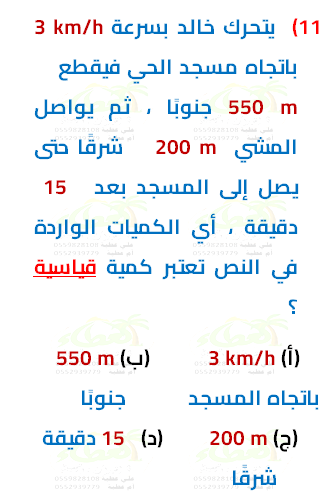 11) يتحرك خالد بسرعة 3 km/h
باتجاه مسجد الحي فيقطع
550 m جنوبًا ، ثم يواصل
المشي 200 m شرقًا حتى
يصل إلى المسجد بعد 15
دقيقة ، أي الكميات الواردة
في النص تعتبر كمية قياسية
؟
(أ) 3 km/h (ب) 550 m
باتجاه المسجد جنوبًا
(ج) 200 m (د) 15 دقيقة
شرقًا